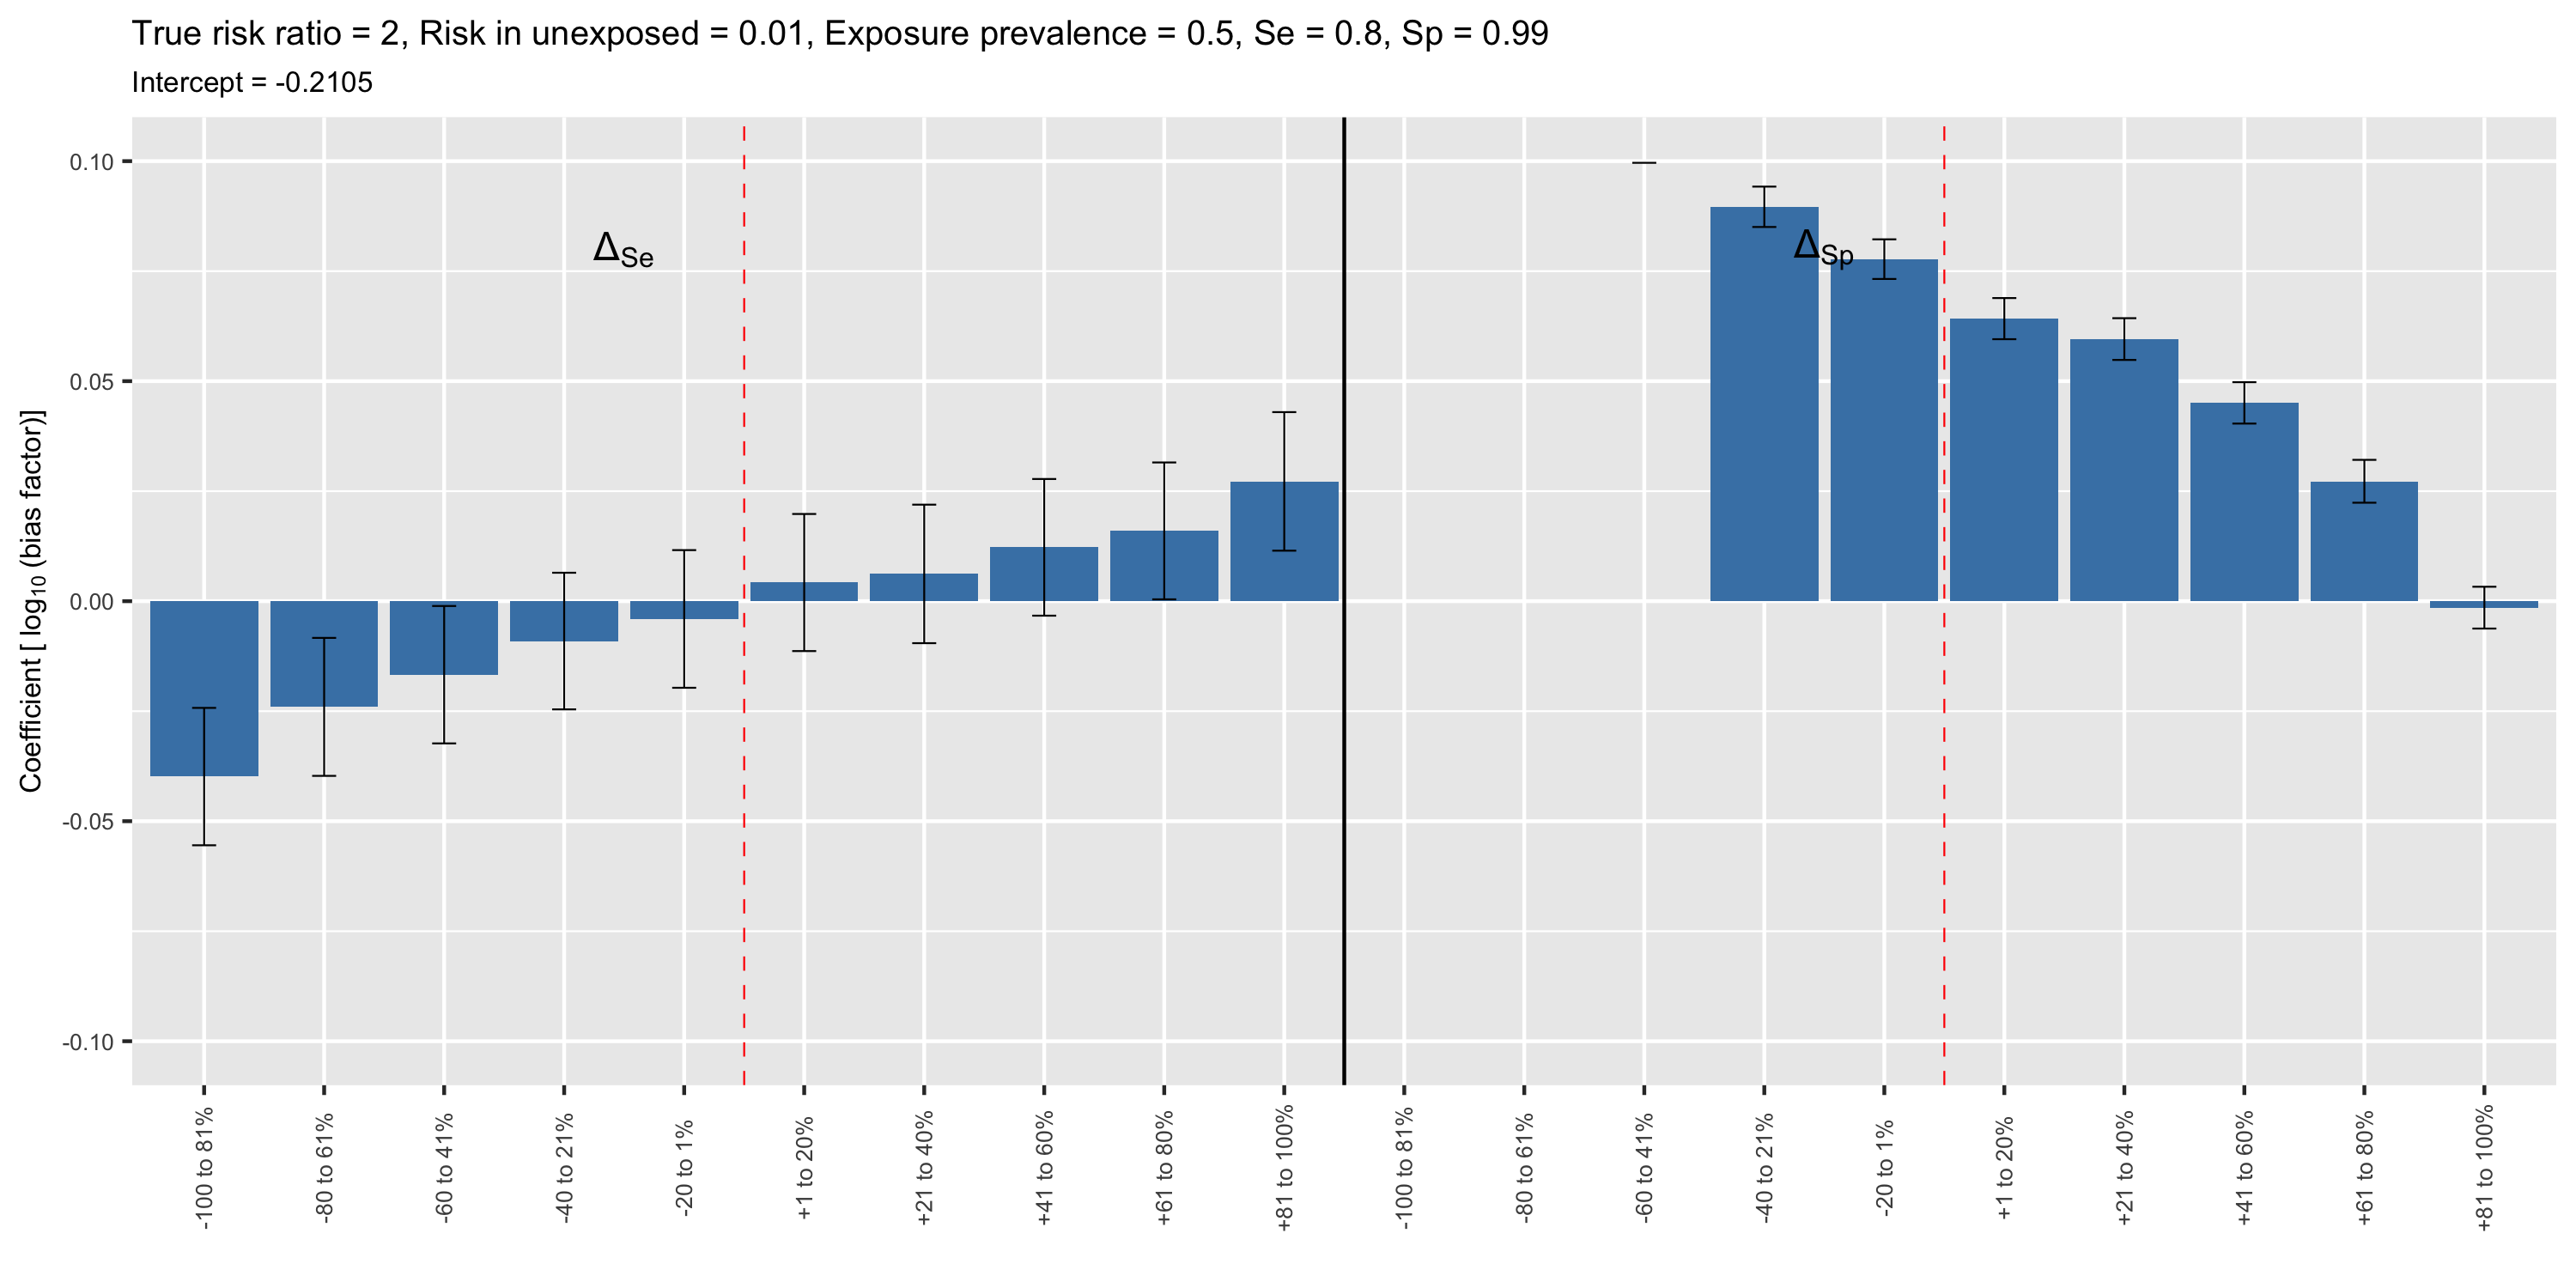 True risk ratio = 2, Risk in unexposed = 0.01, Exposure prevalence = 0.5, Se = 0.8, Sp = 0.99
Intercept = -0.2105
Coefficient [ log10 (bias factor)]
0.10
0.05
0.00
-0.05
-0.10
ΔSe
ΔSp
-100 to 81%
-80 to 61%
-60 to 41%
-40 to 21%
-20 to 1%
+1 to 20%
+21 to 40%
+41 to 60%
+61 to 80%
+81 to 100%
-100 to 81%
-80 to 61%
-60 to 41%
-40 to 21%
-20 to 1%
+1 to 20%
+21 to 40%
+41 to 60%
+61 to 80%
+81 to 100%